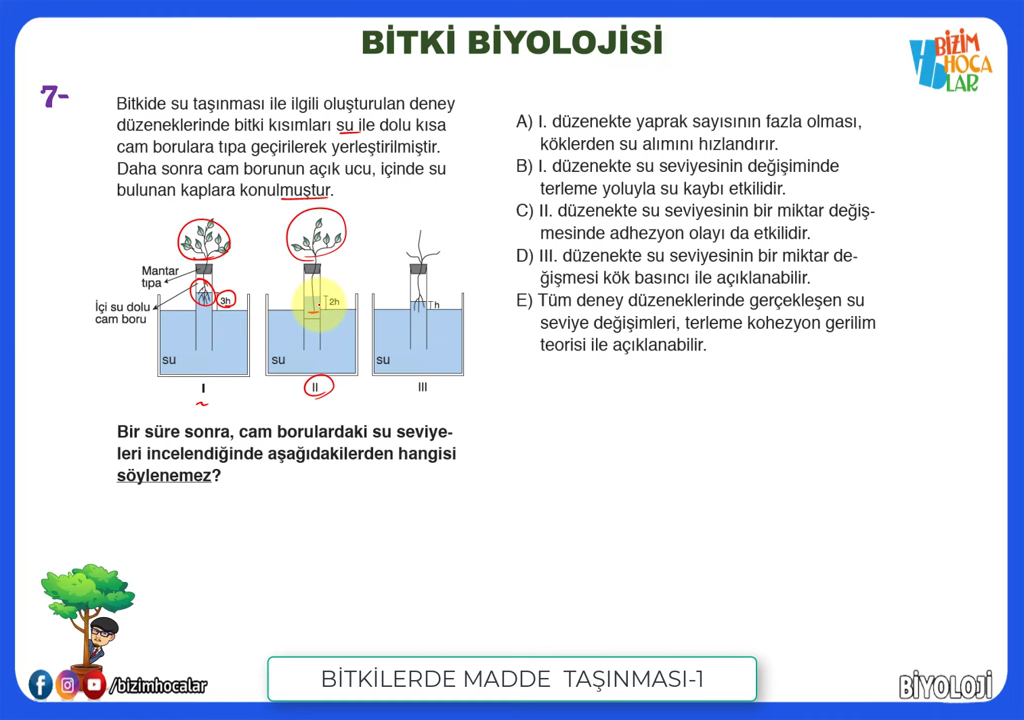 BİTKİ BİYOLOJİSİ
BİZİM
HOCA
LAR
7-
Bitkide su taşınması ile ilgili oluşturulan deney
düzeneklerinde bitki kısımları su ile dolu kısa
cam borulara tıpa geçirilerek yerleştirilmiştir.
Daha sonra cam borunun açık ucu, içinde su
bulunan kaplara konulmuştur.
Mantar
tıpa
İçi su dolu
cam boru
3h
2h
h
su
su
su
I
II
III
Bir süre sonra, cam borulardaki su seviye-
leri incelendiğinde aşağıdakilerden hangisi
söylenemez?
A) I. düzenekte yaprak sayısının fazla olması,
köklerden su alımını hızlandırır.
B) I. düzenekte su seviyesinin değişiminde
terleme yoluyla su kaybı etkilidir.
C) II. düzenekte su seviyesinin bir miktar değiş-
mesinde adhezyon olayı da etkilidir.
D) III. düzenekte su seviyesinin bir miktar de-
ğişmesi kök basıncı ile açıklanabilir.
E) Tüm deney düzeneklerinde gerçekleşen su
seviye değişimleri, terleme kohezyon gerilim
teorisi ile açıklanabilir.
/bizimhocalar
BİTKİLERDE MADDE TAŞINMASI-1
BİYOLOJİ